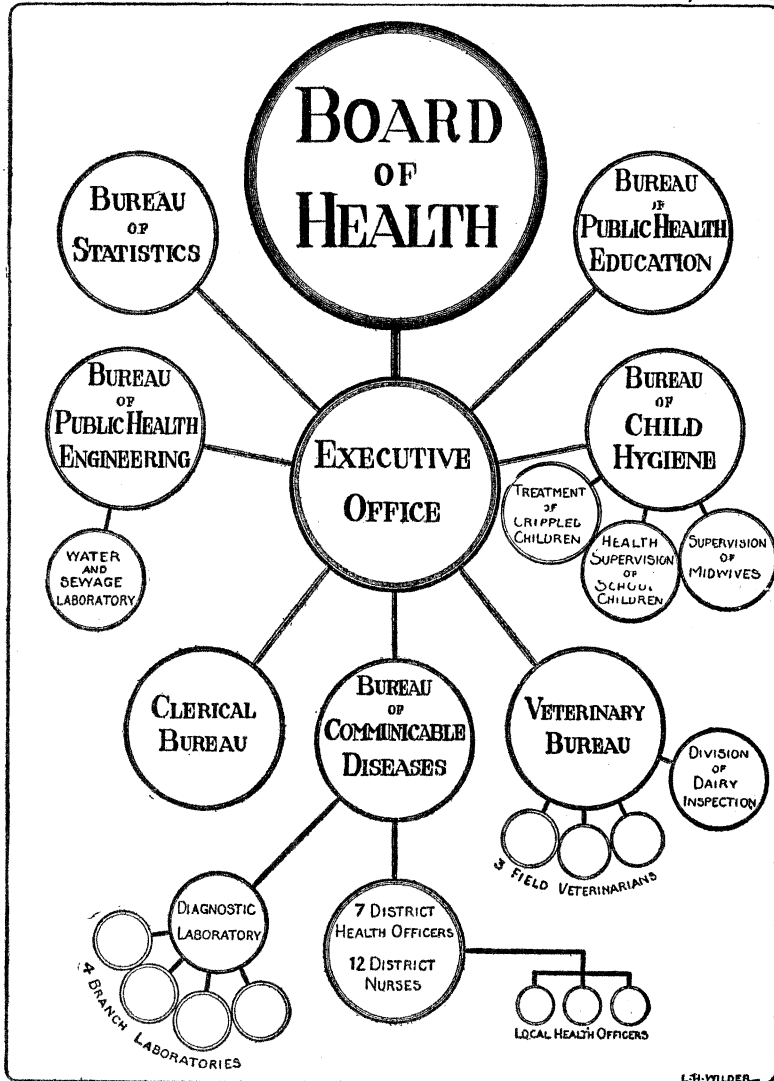 BOARD
OF
HEALTH
BUREAU
OF
STATISTICS
BUREAU
OF
PUBLIC HEALTH
EDUCATION
BUREAU
OF
PUBLIC HEALTH
ENGINEERING
EXECUTIVE
OFFICE
BUREAU
OF
CHILD
HYGIENE
WATER
AND
SEWAGE
LABORATORY
TREATMENT
OF
CRIPPLED
CHILDREN
HEALTH
SUPERVISION
OF
SCHOOL
CHILDREN
SUPERVISION
OF
MIDWIVES
CLERICAL
BUREAU
BUREAU
OF
COMMUNICABLE
DISEASES
VETERINARY
BUREAU
DIVISION
OF
DAIRY
INSPECTION
3 FIELD VETERINARIANS
DIAGNOSTIC
LABORATORY
4 BRANCH LABORATORIES
7 DISTRICT
HEALTH OFFICERS
12 DISTRICT
NURSES
LOCAL HEALTH OFFICERS
L.H. WILDER